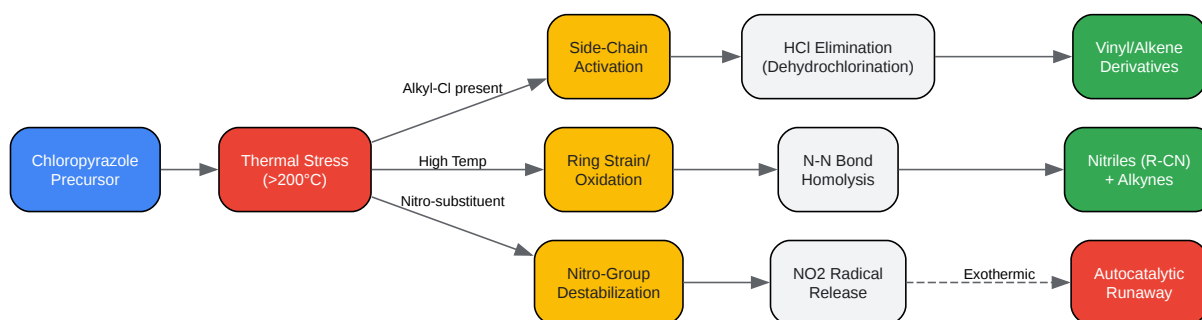 Side-Chain
Activation
HCl Elimination
(Dehydrochlorination)
Vinyl/Alkene
Derivatives
Alkyl-Cl present
Chloropyrazole
Precursor
Thermal Stress
(>200°C)
High Temp
Ring Strain/
Oxidation
N-N Bond
Homolysis
Nitriles (R-CN)
+ Alkynes
Nitro-substituent
Nitro-Group
Destabilization
NO2 Radical
Release
Exothermic
Autocatalytic
Runaway